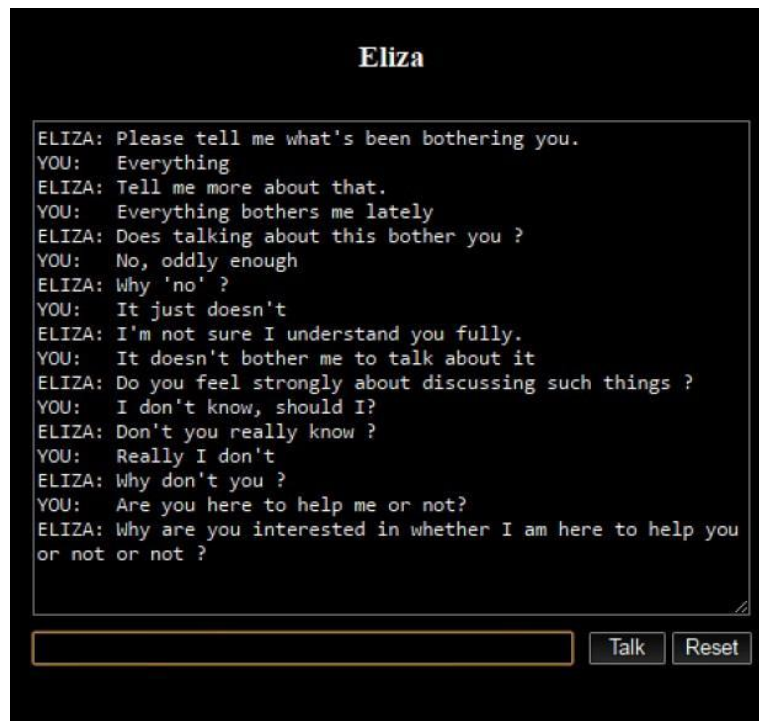 Eliza
ELIZA: Please tell me what's been bothering you.
YOU:   Everything
ELIZA: Tell me more about that.
YOU:   Everything bothers me lately
ELIZA: Does talking about this bother you ?
YOU:   No, oddly enough
ELIZA: Why 'no' ?
YOU:   It just doesn't
ELIZA: I'm not sure I understand you fully.
YOU:   It doesn't bother me to talk about it
ELIZA: Do you feel strongly about discussing such things ?
YOU:   I don't know, should I?
ELIZA: Don't you really know ?
YOU:   Really I don't
ELIZA: Why don't you ?
YOU:   Are you here to help me or not?
ELIZA: Why are you interested in whether I am here to help you
or not or not ?
Talk Reset